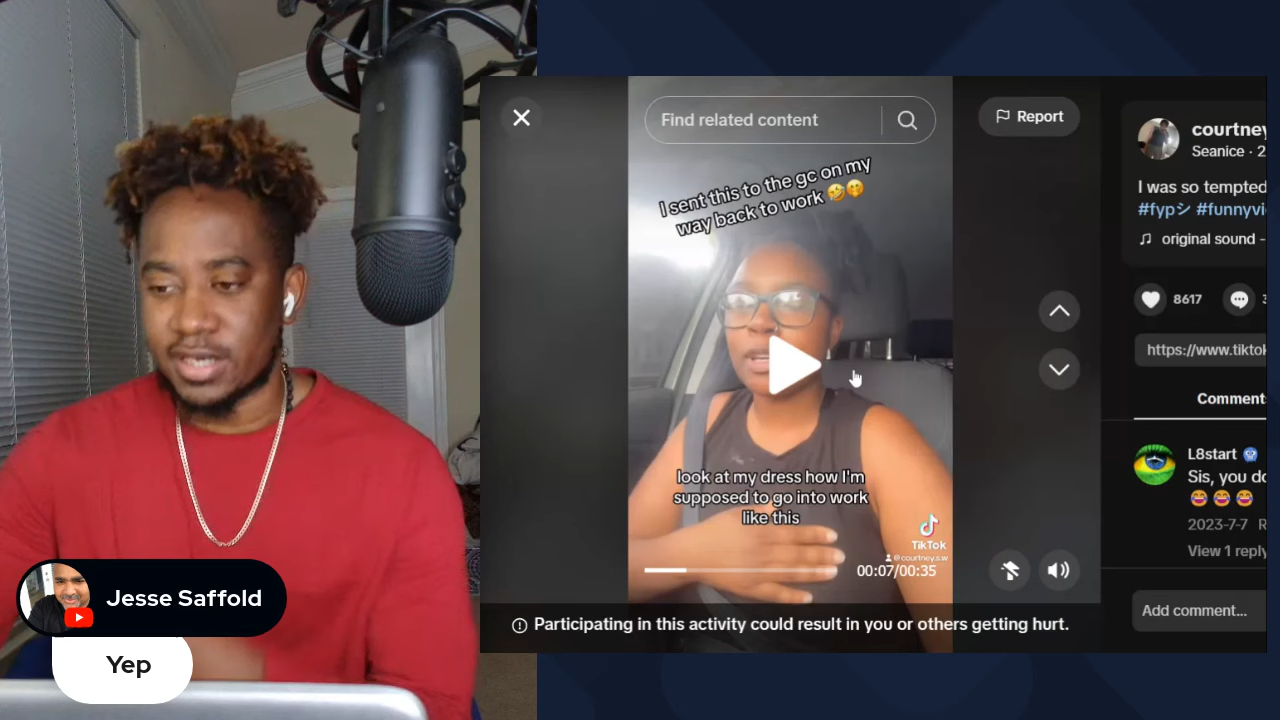 Find related content
Report
I sent this to the gc on my
way back to work 🤣🤭
look at my dress how I'm
supposed to go into work
like this
TikTok
@courtney.s.w
00:07/00:35
Participating in this activity could result in you or others getting hurt.
courtney
Seanice · 2
I was so tempted
#fypシ #funnyvi
original sound -
8617
3
https://www.tiktok
Comment
L8start
Sis, you do
😂😂😂
2023-7-7 R
View 1 reply
Add comment...
Jesse Saffold
Yep